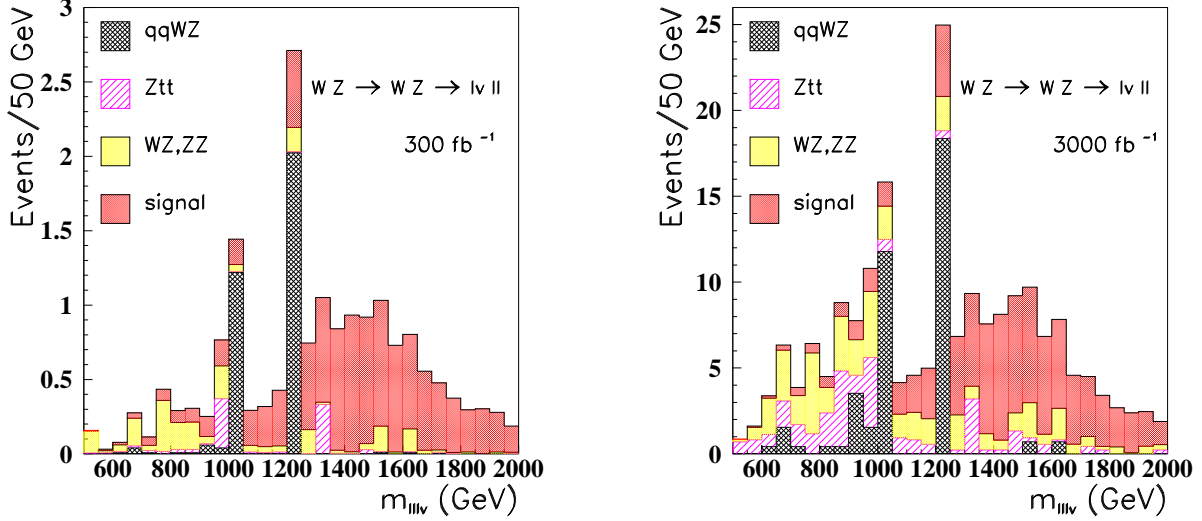 Events/50 GeV
3
2.5
2
1.5
1
0.5
0
qqWZ
Ztt
WZ,ZZ
signal
W Z → W Z → lν ll
300 fb -1
600 800 1000 1200 1400 1600 1800 2000
mlllν (GeV)
Events/50 GeV
25
20
15
10
5
0
qqWZ
Ztt
WZ,ZZ
signal
W Z → W Z → lν ll
3000 fb -1
600 800 1000 1200 1400 1600 1800 2000
mlllν (GeV)